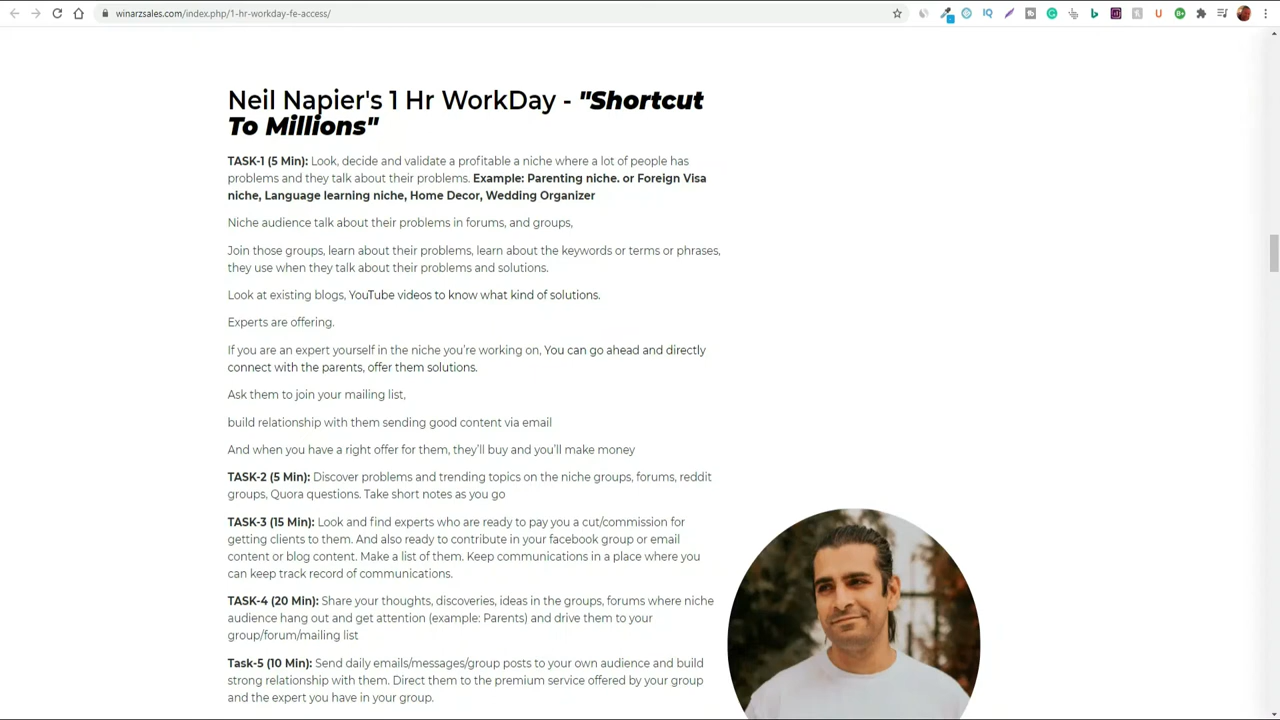 winarzsales.com/index.php/1-hr-workday-fe-access/
Neil Napier's 1 Hr WorkDay - "Shortcut
To Millions"
TASK-1 (5 Min): Look, decide and validate a profitable a niche where a lot of people has
problems and they talk about their problems. Example: Parenting niche. or Foreign Visa
niche, Language learning niche, Home Decor, Wedding Organizer
Niche audience talk about their problems in forums, and groups,
Join those groups, learn about their problems, learn about the keywords or terms or phrases,
they use when they talk about their problems and solutions.
Look at existing blogs, YouTube videos to know what kind of solutions.
Experts are offering.
If you are an expert yourself in the niche you're working on, You can go ahead and directly
connect with the parents, offer them solutions.
Ask them to join your mailing list,
build relationship with them sending good content via email
And when you have a right offer for them, they'll buy and you'll make money
TASK-2 (5 Min): Discover problems and trending topics on the niche groups, forums, reddit
groups, Quora questions. Take short notes as you go
TASK-3 (15 Min): Look and find experts who are ready to pay you a cut/commission for
getting clients to them. And also ready to contribute in your facebook group or email
content or blog content. Make a list of them. Keep communications in a place where you
can keep track record of communications.
TASK-4 (20 Min): Share your thoughts, discoveries, ideas in the groups, forums where niche
audience hang out and get attention (example: Parents) and drive them to your
group/forum/mailing list
Task-5 (10 Min): Send daily emails/messages/group posts to your own audience and build
strong relationship with them. Direct them to the premium service offered by your group
and the expert you have in your group.